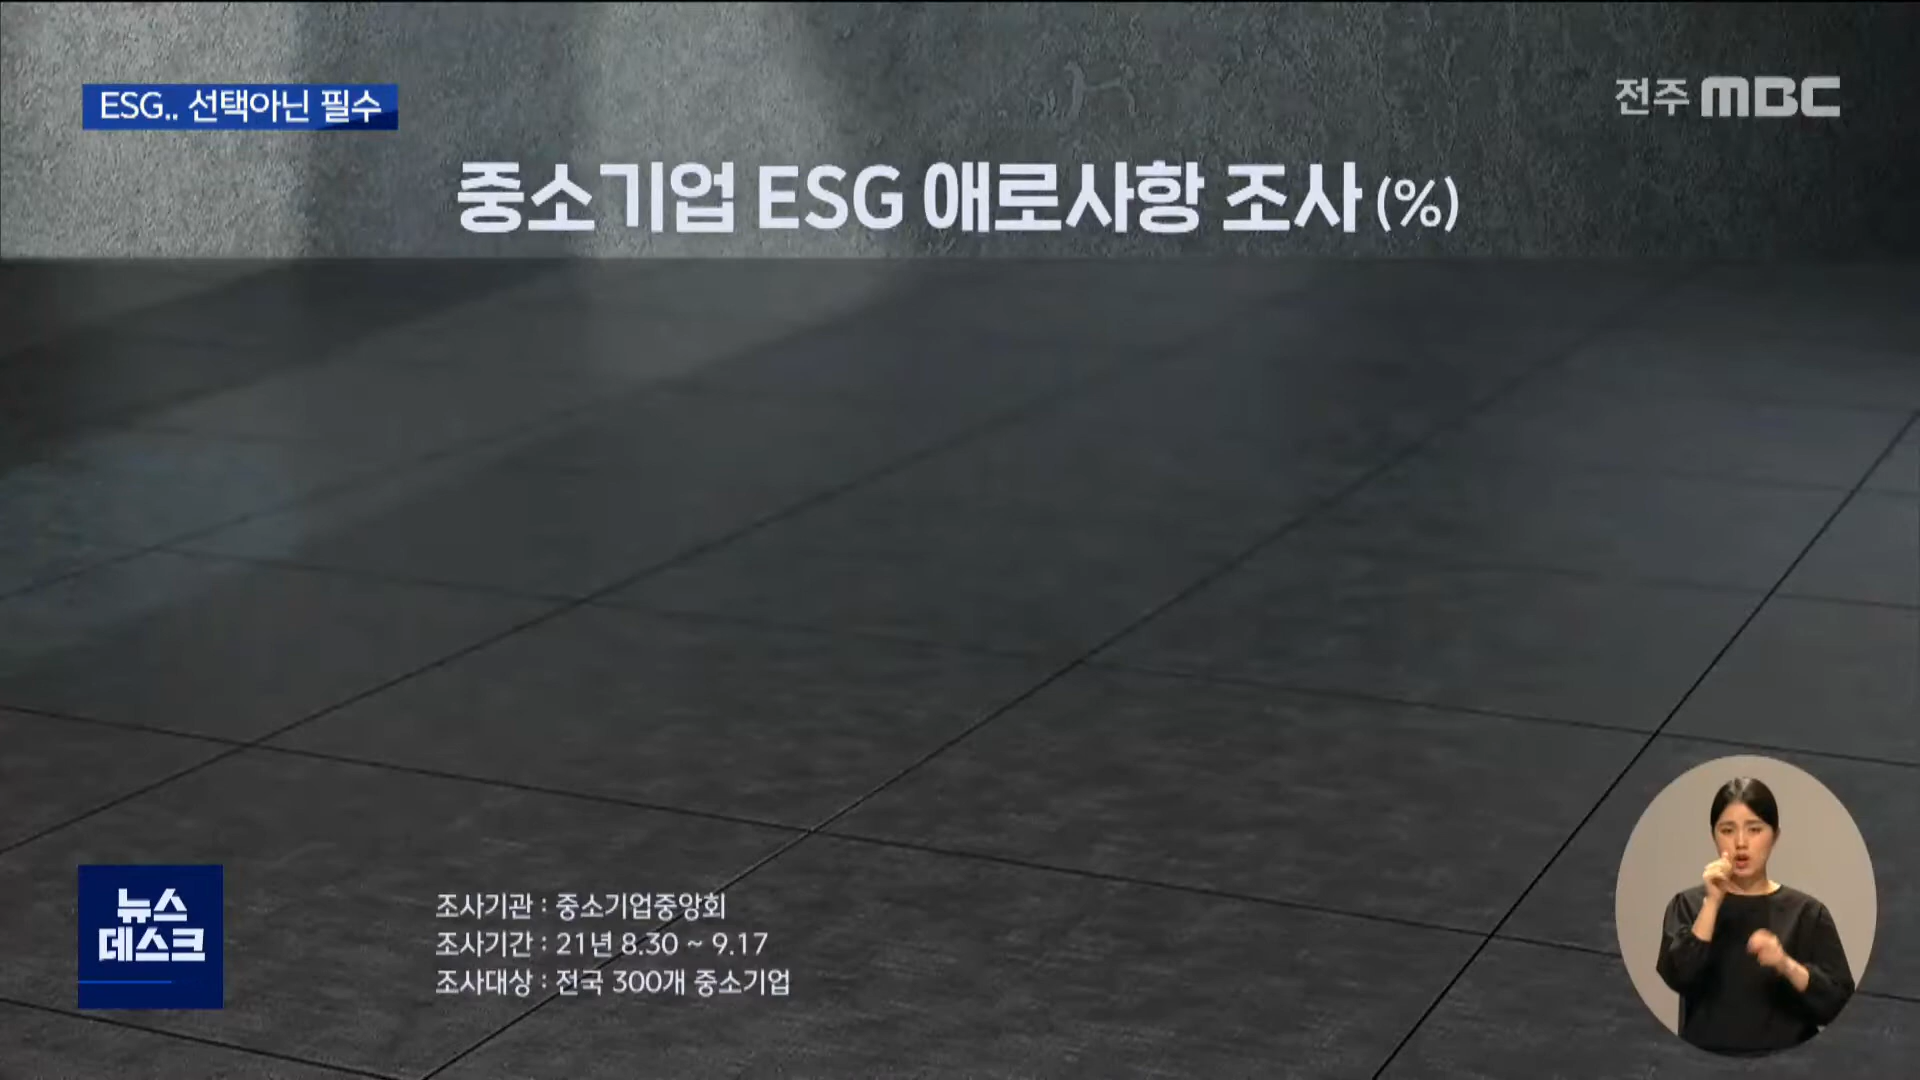 ESG.. 선택아닌 필수
전주 MBC
중소기업 ESG 애로사항 조사 (%)
조사기관 : 중소기업중앙회
조사기간 : 21년 8.30 ~ 9.17
조사대상 : 전국 300개 중소기업
뉴스
데스크